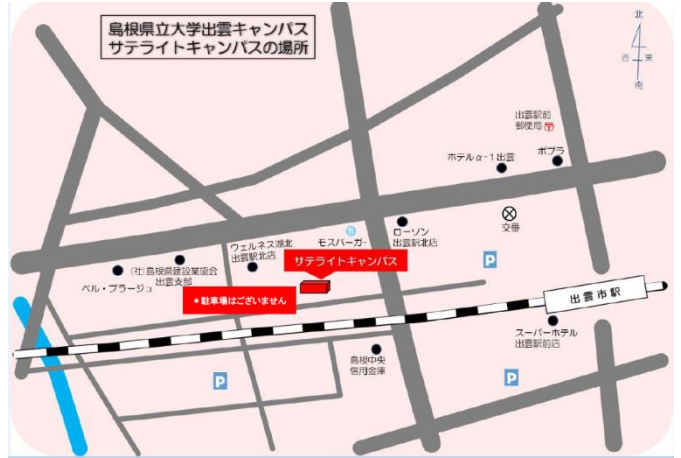 島根県立大学出雲キャンパス
サテライトキャンパスの場所
北
西 東
南
出雲駅前
郵便局
ホテルα-1出雲
ポプラ
交番
ローソン
出雲駅北店
モスバーガー
ウェルネス湖北
出雲駅北店
サテライトキャンパス
(社)島根県建設業協会
出雲支部
ベル・プラージュ
*駐車場はございません
P
出雲市駅
スーパーホテル
出雲駅前店
島根中央
信用金庫
P
P